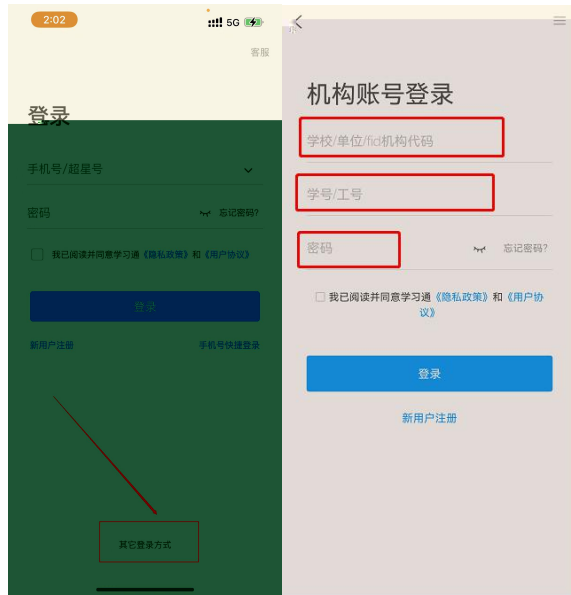 2:02
5G
客服
登录
手机号/超星号
密码
忘记密码?
我已阅读并同意学习通《隐私政策》和《用户协议》
登录
新用户注册
手机号快捷登录
其它登录方式
机构账号登录
学校/单位/fid机构代码
学号/工号
密码
忘记密码?
我已阅读并同意学习通《隐私政策》和《用户协
议》
登录
新用户注册